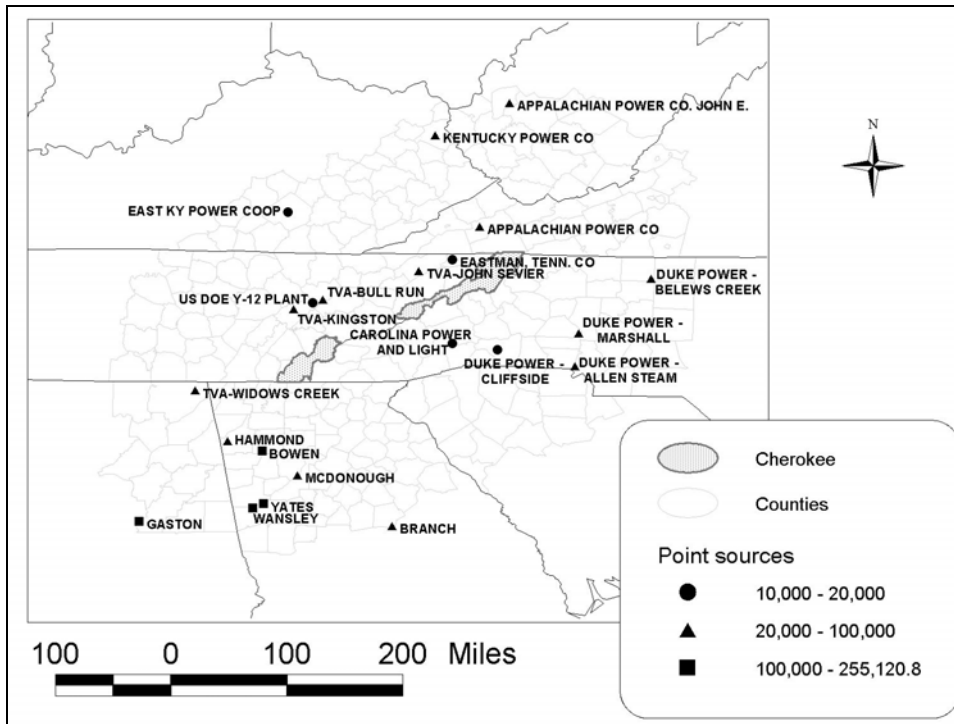 APPALACHIAN POWER CO. JOHN E.
N
KENTUCKY POWER CO
EAST KY POWER COOP
APPALACHIAN POWER CO
EASTMAN, TENN. CO
TVA-JOHN SEVIER
DUKE POWER -
BELEWS CREEK
TVA-BULL RUN
US DOE Y-12 PLANT
TVA-KINGSTON
CAROLINA POWER
AND LIGHT
DUKE POWER -
MARSHALL
DUKE POWER -
CLIFFSIDE
DUKE POWER -
ALLEN STEAM
TVA-WIDOWS CREEK
HAMMOND
BOWEN
MCDONOUGH
YATES
WANSLEY
GASTON
BRANCH
Cherokee
Counties
Point sources
10,000 - 20,000
20,000 - 100,000
100,000 - 255,120.8
100 0 100 200 Miles